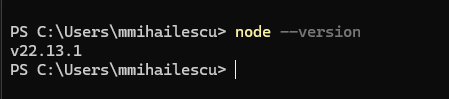 PS C:\Users\mmihailescu> node --version
v22.13.1
PS C:\Users\mmihailescu>